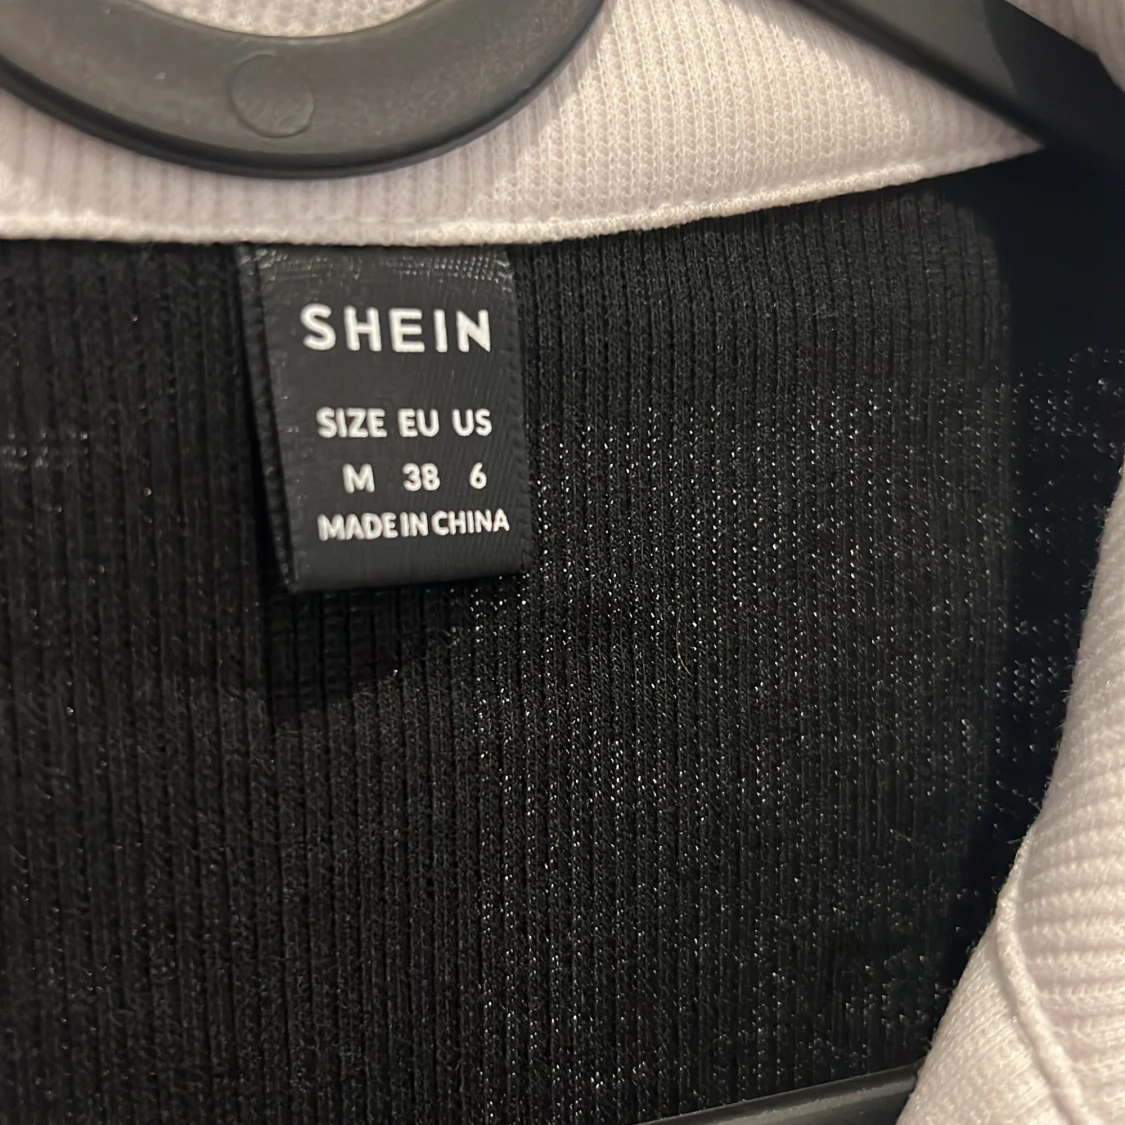 SHEIN
SIZE EU US
M 38 6
MADE IN CHINA